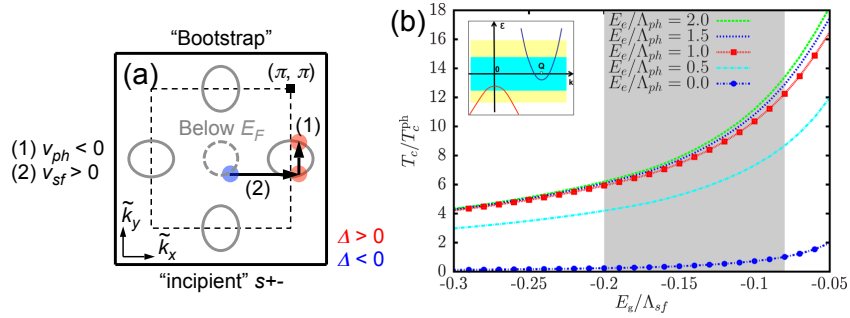 "Bootstrap"
(a)
(π, π)
(1) v_ph < 0
(2) v_sf > 0
Below E_F
(1)
(2)
k̃_y
k̃_x
Δ > 0
Δ < 0
"incipient" s+-
(b)
18
16
14
12
10
8
6
4
2
0
T_c/T_c^ph
ε
0
Q
k
E_e/Λ_ph = 2.0
E_e/Λ_ph = 1.5
E_e/Λ_ph = 1.0
E_e/Λ_ph = 0.5
E_e/Λ_ph = 0.0
-0.3 -0.25 -0.2 -0.15 -0.1 -0.05
E_g/Λ_sf